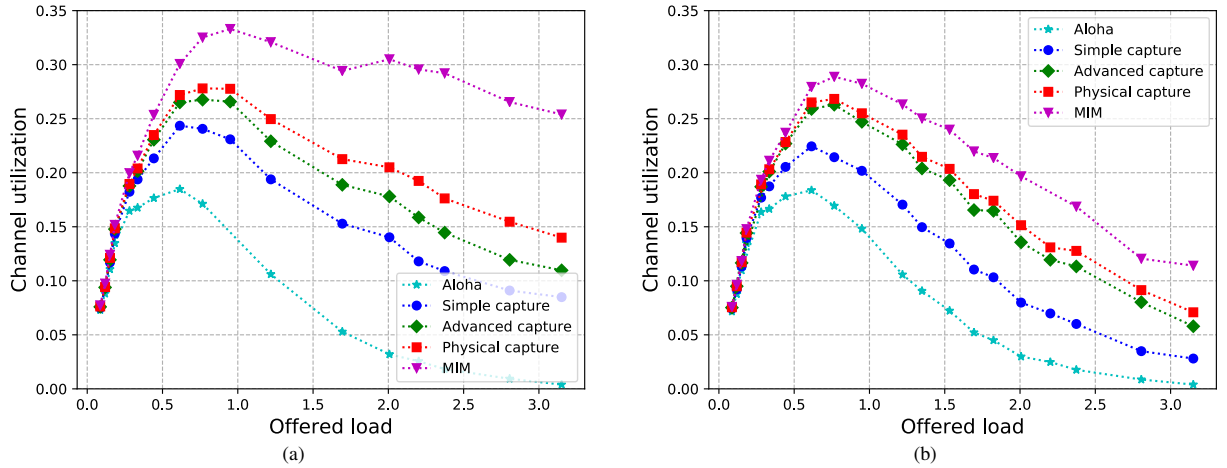 0.35
0.30
0.25
0.20
0.15
0.10
0.05
0.00
Channel utilization
0.0 0.5 1.0 1.5 2.0 2.5 3.0
Offered load
Aloha
Simple capture
Advanced capture
Physical capture
MIM
(a)
0.35
0.30
0.25
0.20
0.15
0.10
0.05
0.00
Channel utilization
0.0 0.5 1.0 1.5 2.0 2.5 3.0
Offered load
Aloha
Simple capture
Advanced capture
Physical capture
MIM
(b)